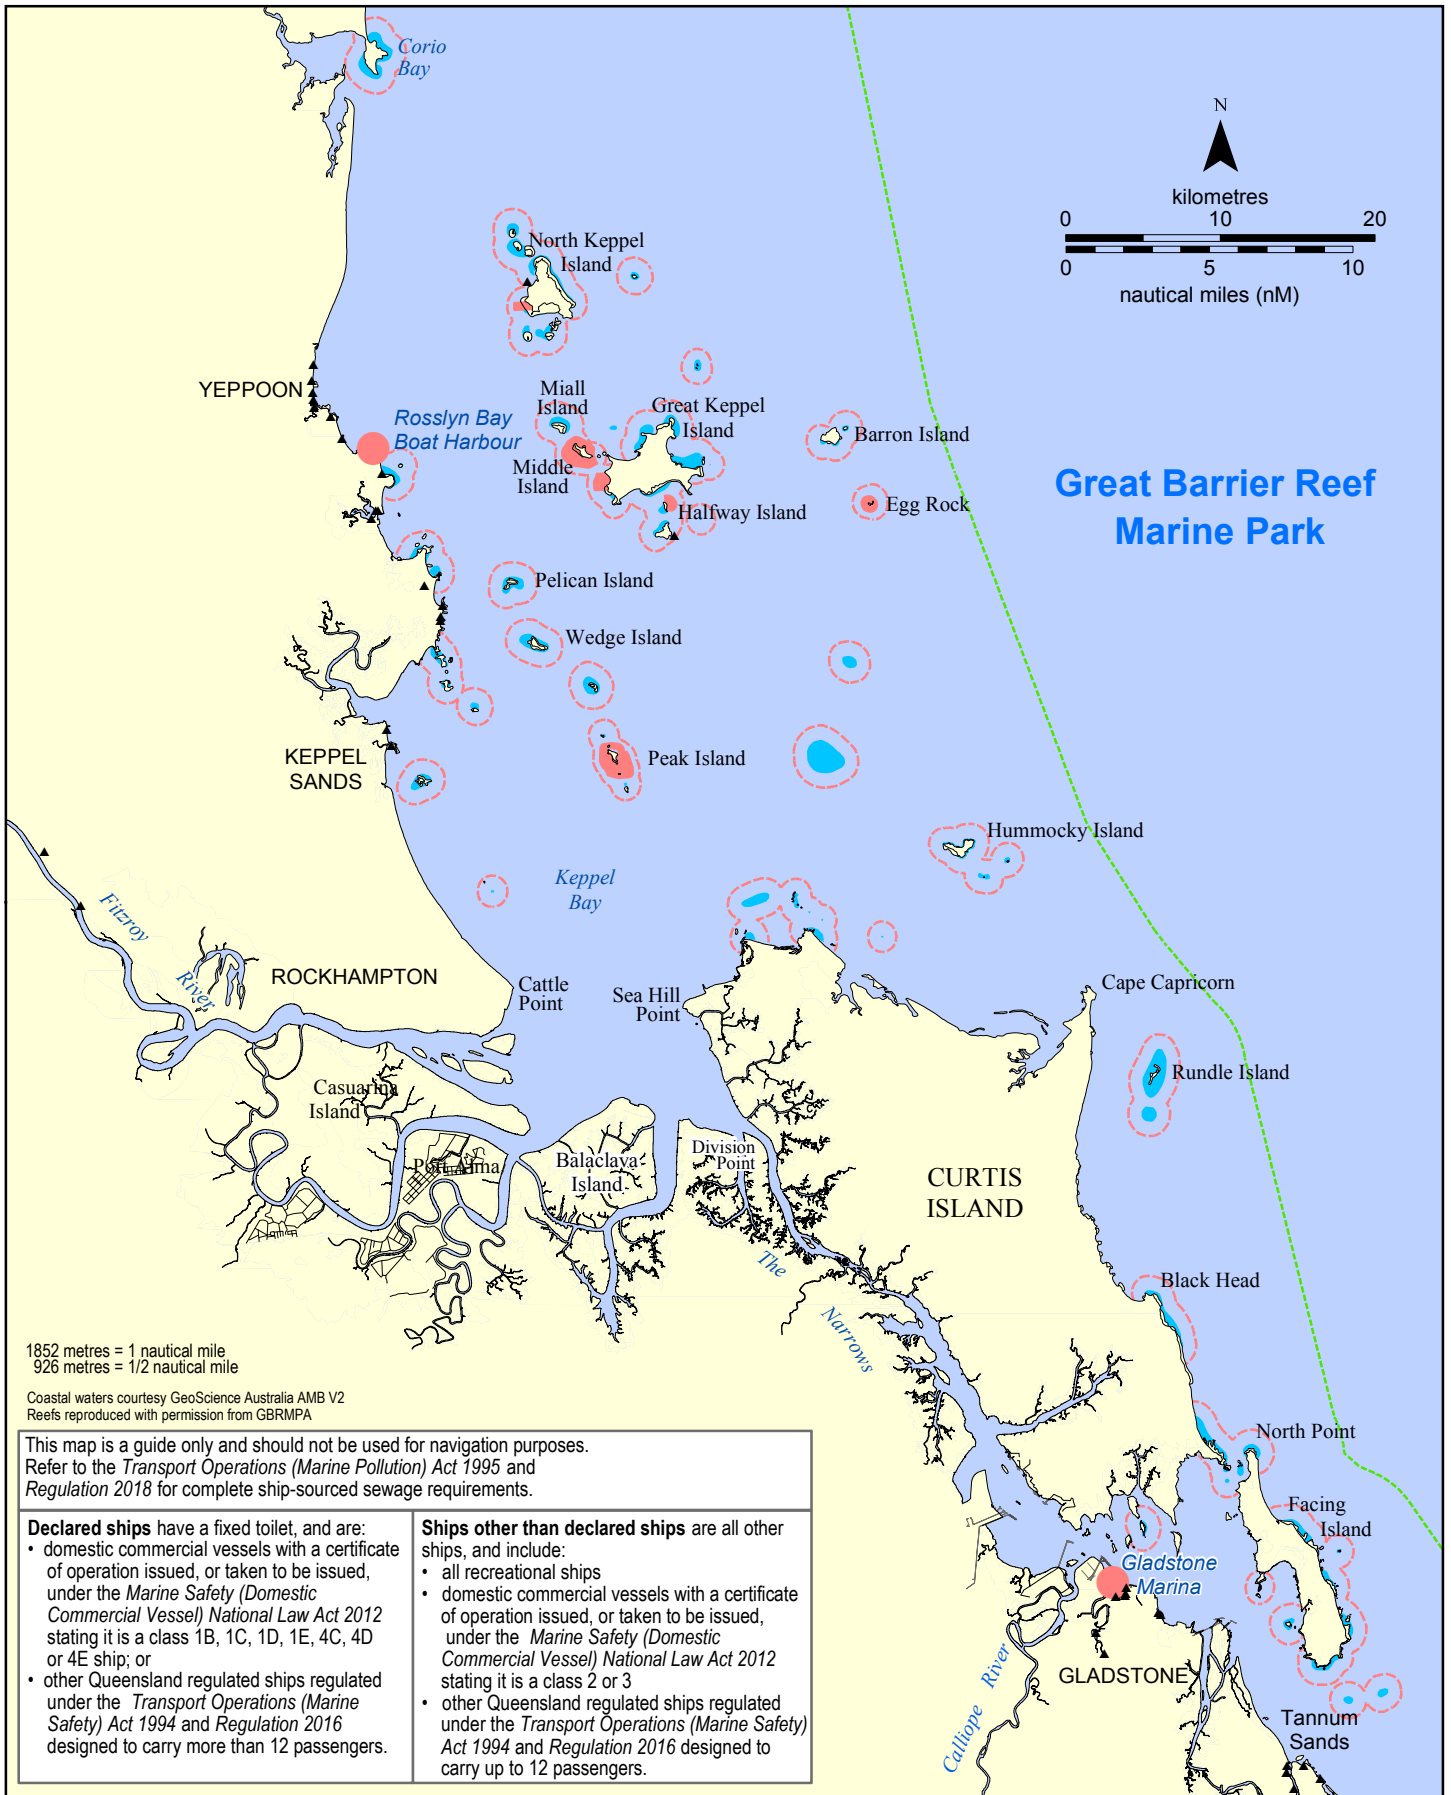 Corio
Bay
N
kilometres
0 10 20
0 5 10
nautical miles (nM)
North Keppel
Island
YEPPOON
Rosslyn Bay
Boat Harbour
Miall
Island
Great Keppel
Island
Middle
Island
Barron Island
Great Barrier Reef
Marine Park
Halfway Island
Egg Rock
Pelican Island
Wedge Island
KEPPEL
SANDS
Peak Island
Hummocky Island
Keppel
Bay
Fitzroy
River
ROCKHAMPTON
Cattle
Point
Sea Hill
Point
Cape Capricorn
Rundle Island
Casuarina
Island
Port Alma
Balaclava
Island
Division
Point
CURTIS
ISLAND
The
Narrows
Black Head
North Point
Facing
Island
Gladstone
Marina
GLADSTONE
Calliope River
Tannum
Sands
1852 metres = 1 nautical mile
926 metres = 1/2 nautical mile
Coastal waters courtesy GeoScience Australia AMB V2
Reefs reproduced with permission from GBRMPA
This map is a guide only and should not be used for navigation purposes.
Refer to the Transport Operations (Marine Pollution) Act 1995 and
Regulation 2018 for complete ship-sourced sewage requirements.
Declared ships have a fixed toilet, and are:
• domestic commercial vessels with a certificate
of operation issued, or taken to be issued,
under the Marine Safety (Domestic
Commercial Vessel) National Law Act 2012
stating it is a class 1B, 1C, 1D, 1E, 4C, 4D
or 4E ship; or
• other Queensland regulated ships regulated
under the Transport Operations (Marine
Safety) Act 1994 and Regulation 2016
designed to carry more than 12 passengers.
Ships other than declared ships are all other
ships, and include:
• all recreational ships
• domestic commercial vessels with a certificate
of operation issued, or taken to be issued,
under the Marine Safety (Domestic
Commercial Vessel) National Law Act 2012
stating it is a class 2 or 3
• other Queensland regulated ships regulated
under the Transport Operations (Marine Safety)
Act 1994 and Regulation 2016 designed to
carry up to 12 passengers.